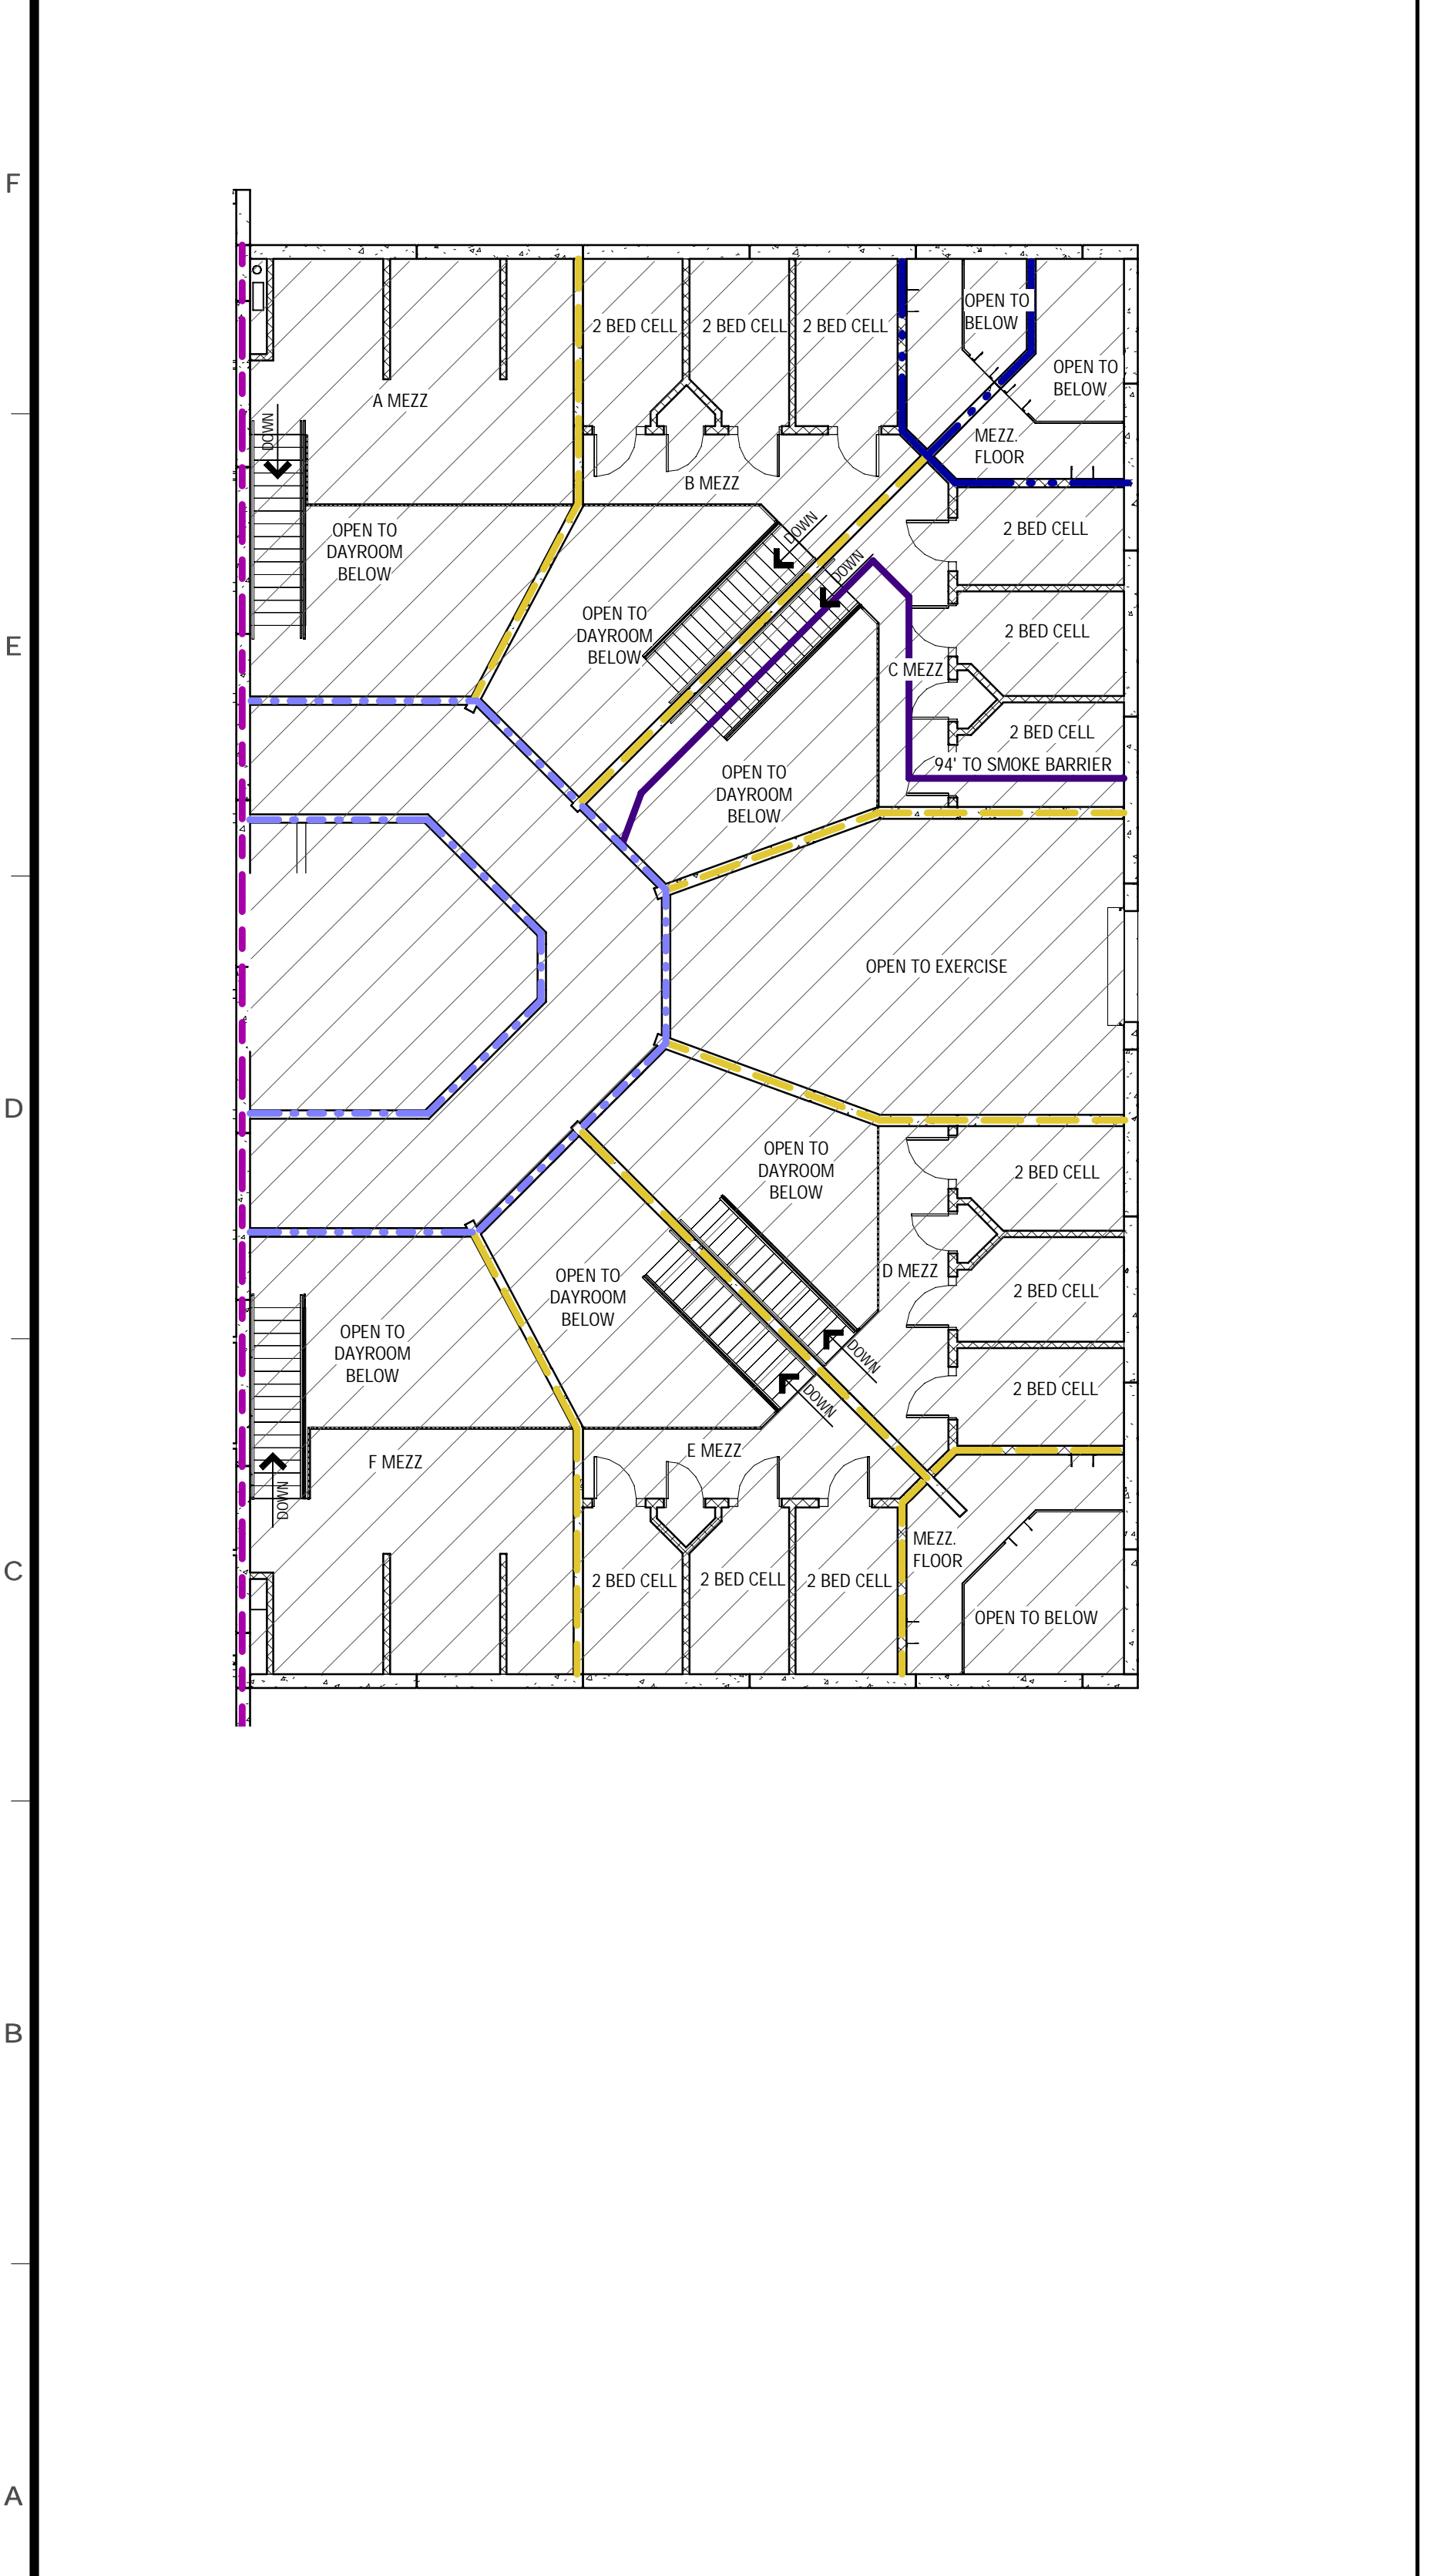 F
2 BED CELL
2 BED CELL
2 BED CELL
OPEN TO
BELOW
OPEN TO
BELOW
A MEZZ
DOWN
MEZZ.
FLOOR
B MEZZ
OPEN TO
DAYROOM
BELOW
DOWN
2 BED CELL
DOWN
E
OPEN TO
DAYROOM
BELOW
2 BED CELL
C MEZZ
2 BED CELL
94' TO SMOKE BARRIER
OPEN TO
DAYROOM
BELOW
OPEN TO EXERCISE
D
OPEN TO
DAYROOM
BELOW
2 BED CELL
D MEZZ
OPEN TO
DAYROOM
BELOW
2 BED CELL
OPEN TO
DAYROOM
BELOW
DOWN
2 BED CELL
DOWN
E MEZZ
F MEZZ
DOWN
MEZZ.
FLOOR
C
2 BED CELL
2 BED CELL
2 BED CELL
OPEN TO BELOW
B
A